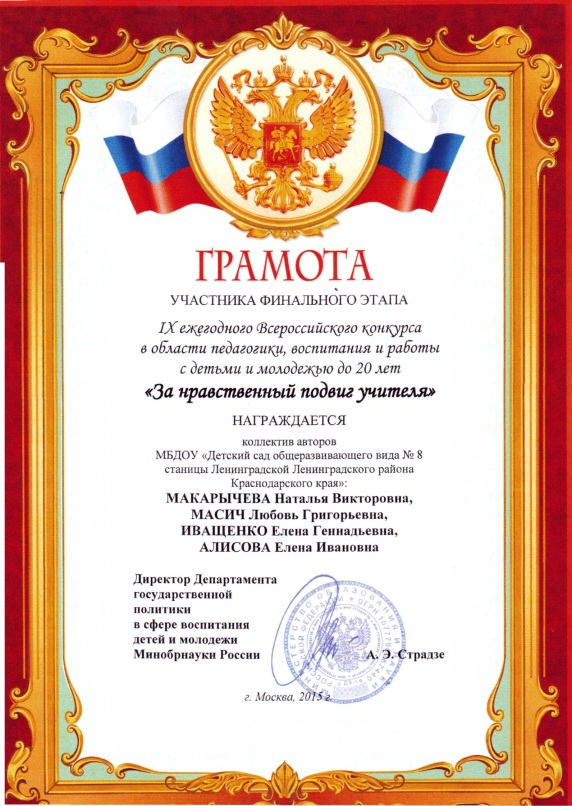 ГРАМОТА
УЧАСТНИКА ФИНАЛЬНОГО ЭТАПА
IX ежегодного Всероссийского конкурса
в области педагогики, воспитания и работы
с детьми и молодежью до 20 лет
«За нравственный подвиг учителя»
НАГРАЖДАЕТСЯ
коллектив авторов
МБДОУ «Детский сад общеразвивающего вида № 8
станицы Ленинградской Ленинградского района
Краснодарского края»:
МАКАРЫЧЕВА Наталья Викторовна,
МАСИЧ Любовь Григорьевна,
ИВАЩЕНКО Елена Геннадьевна,
АЛИСОВА Елена Ивановна
Директор Департамента
государственной
политики
в сфере воспитания
детей и молодежи
Минобрнауки России
А. Э. Страдзе
г. Москва, 2015 г.